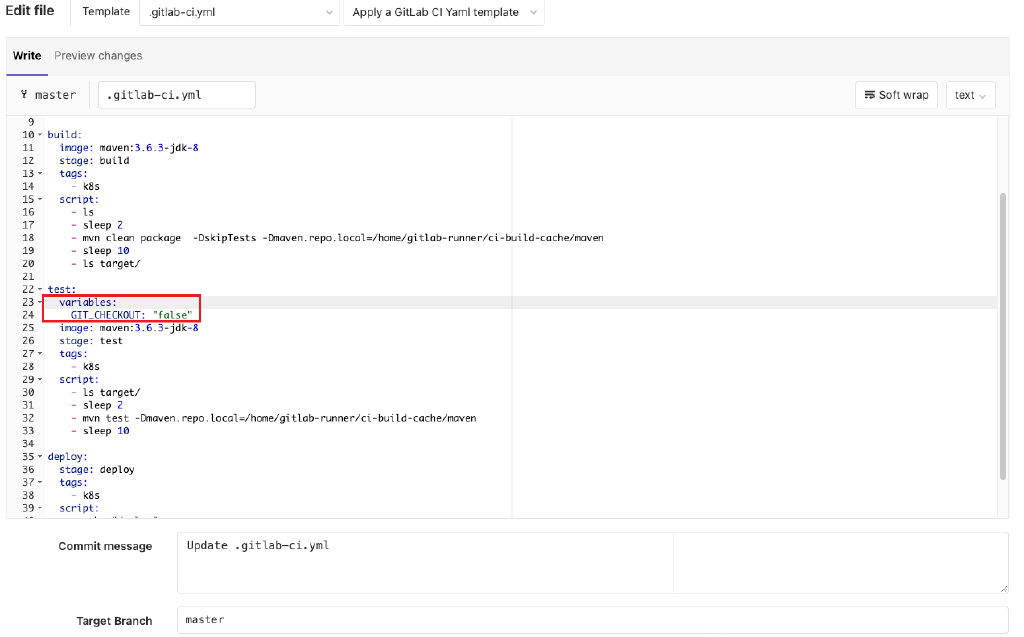 Edit file Template .gitlab-ci.yml Apply a GitLab CI Yaml template
Write Preview changes
master .gitlab-ci.yml Soft wrap text
9
10 build:
11 image: maven:3.6.3-jdk-8
12 stage: build
13 tags:
14 - k8s
15 script:
16 - ls
17 - sleep 2
18 - mvn clean package -DskipTests -Dmaven.repo.local=/home/gitlab-runner/ci-build-cache/maven
19 - sleep 10
20 - ls target/
21
22 test:
23 variables:
24 GIT_CHECKOUT: "false"
25 image: maven:3.6.3-jdk-8
26 stage: test
27 tags:
28 - k8s
29 script:
30 - ls target/
31 - sleep 2
32 - mvn test -Dmaven.repo.local=/home/gitlab-runner/ci-build-cache/maven
33 - sleep 10
34
35 deploy:
36 stage: deploy
37 tags:
38 - k8s
39 script:
Commit message Update .gitlab-ci.yml
Target Branch master